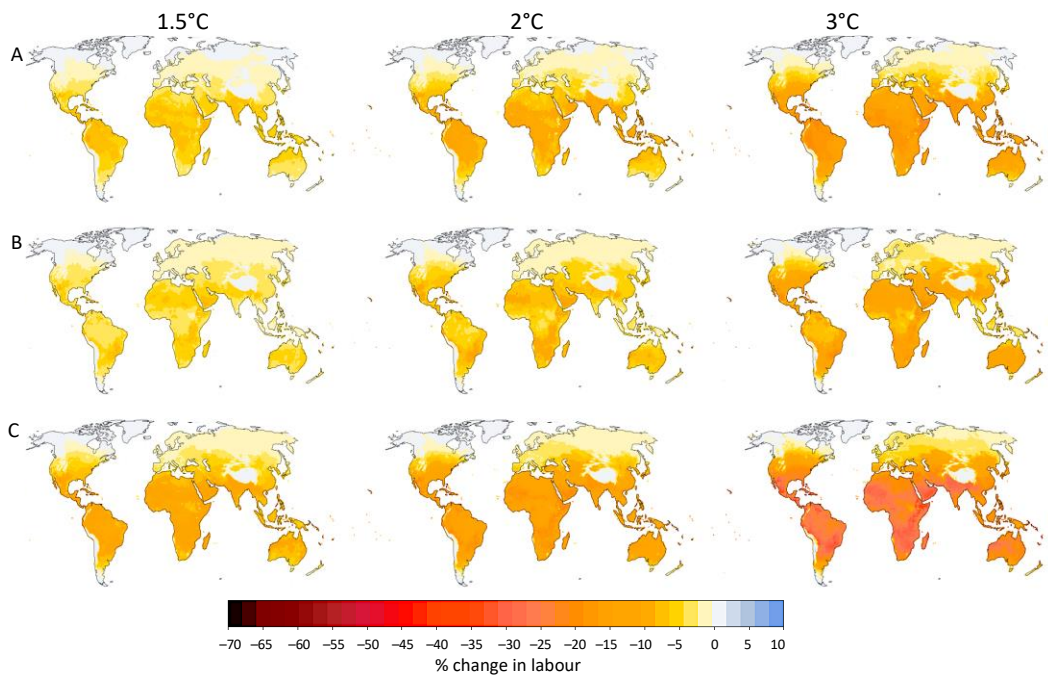 1.5°C 2°C 3°C
A
B
C
–70 –65 –60 –55 –50 –45 –40 –35 –30 –25 –20 –15 –10 –5 0 5 10
% change in labour